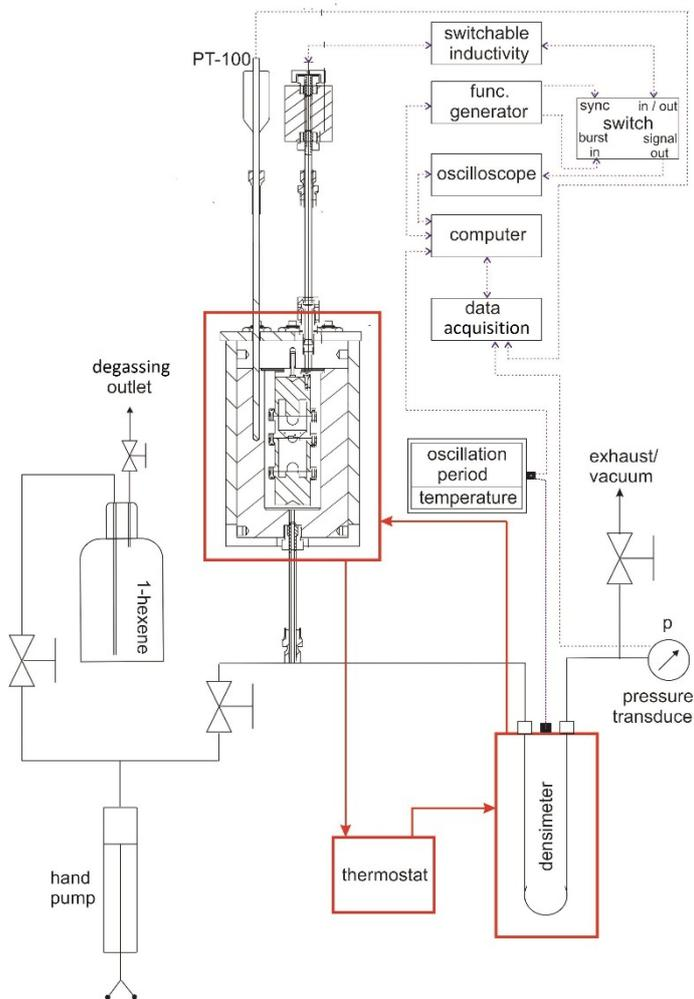 PT-100
switchable
inductivity
func.
generator
sync
in / out
switch
burst
in
signal
out
oscilloscope
computer
data
acquisition
degassing
outlet
oscillation
period
temperature
exhaust/
vacuum
1-hexene
p
pressure
transduce
densimeter
thermostat
hand
pump